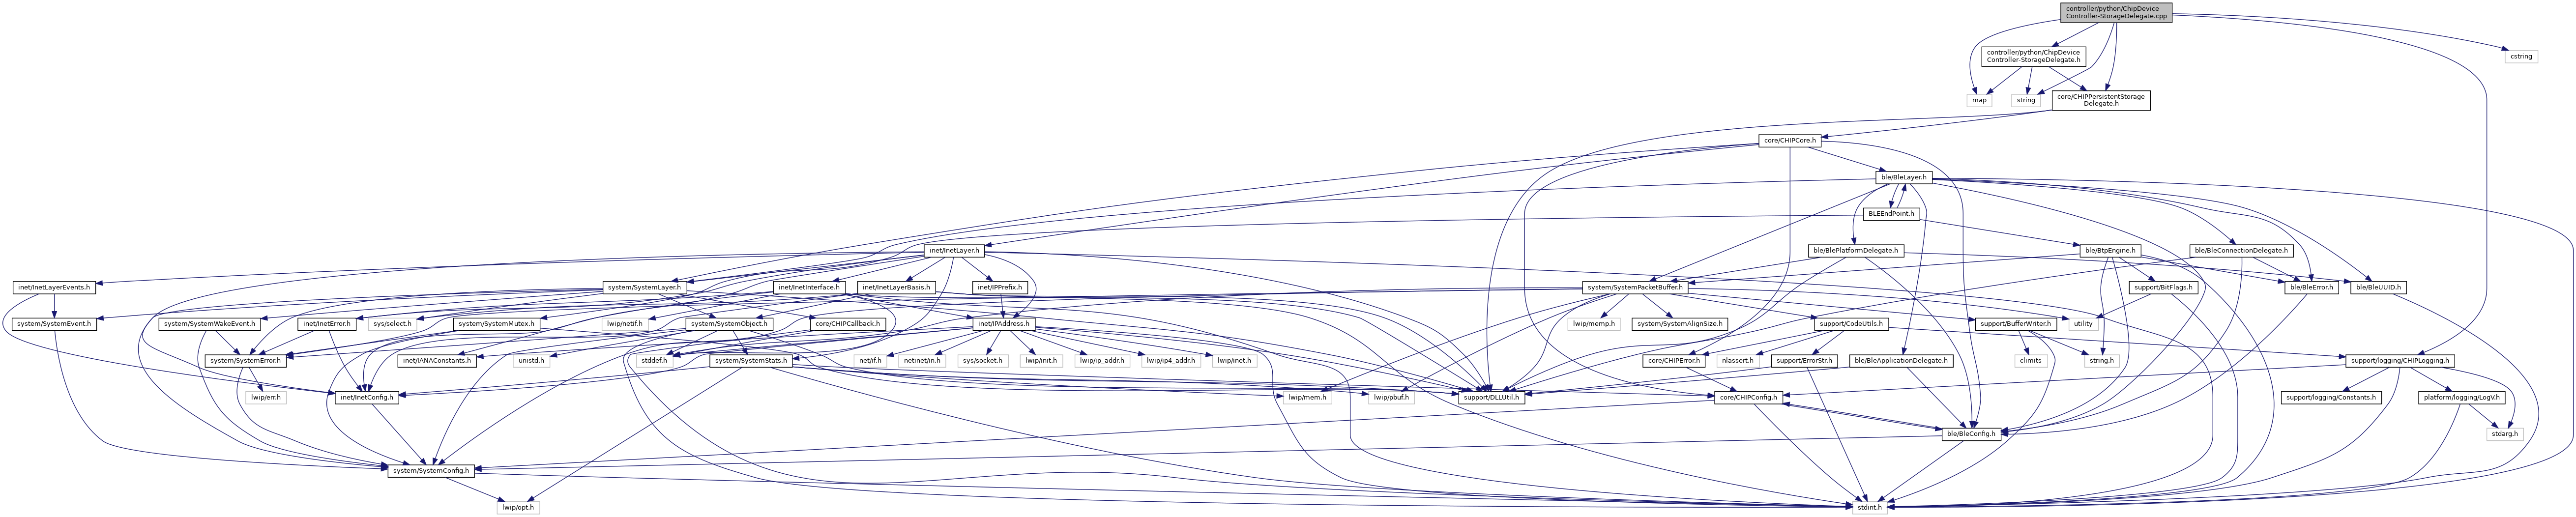 controller/python/ChipDevice
Controller-StorageDelegate.cpp
controller/python/ChipDevice
Controller-StorageDelegate.h
cstring
map
string
core/CHIPPersistentStorage
Delegate.h
core/CHIPCore.h
ble/BleLayer.h
BLEEndPoint.h
inet/InetLayer.h
ble/BlePlatformDelegate.h
ble/BtpEngine.h
ble/BleConnectionDelegate.h
inet/InetLayerEvents.h
system/SystemLayer.h
inet/InetInterface.h
inet/InetLayerBasis.h
inet/IPPrefix.h
system/SystemPacketBuffer.h
support/BitFlags.h
ble/BleError.h
ble/BleUUID.h
system/SystemEvent.h
system/SystemWakeEvent.h
inet/InetError.h
sys/select.h
system/SystemMutex.h
lwip/netif.h
system/SystemObject.h
core/CHIPCallback.h
inet/IPAddress.h
lwip/memp.h
system/SystemAlignSize.h
support/CodeUtils.h
support/BufferWriter.h
utility
system/SystemError.h
inet/IANAConstants.h
unistd.h
stddef.h
system/SystemStats.h
net/if.h
netinet/in.h
sys/socket.h
lwip/init.h
lwip/ip_addr.h
lwip/ip4_addr.h
lwip/inet.h
core/CHIPError.h
nlassert.h
support/ErrorStr.h
ble/BleApplicationDelegate.h
climits
string.h
support/logging/CHIPLogging.h
lwip/err.h
inet/InetConfig.h
lwip/mem.h
lwip/pbuf.h
support/DLLUtil.h
core/CHIPConfig.h
support/logging/Constants.h
platform/logging/LogV.h
ble/BleConfig.h
stdarg.h
system/SystemConfig.h
lwip/opt.h
stdint.h